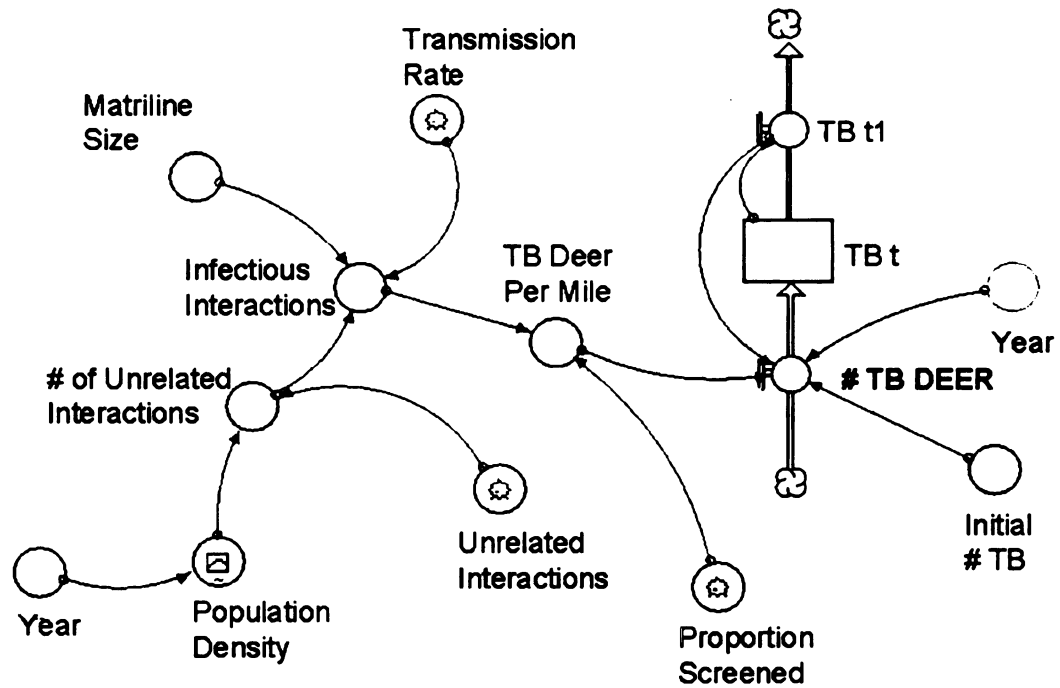 Transmission
Rate
Matriline
Size
TB t1
Infectious
Interactions
TB Deer
Per Mile
TB t
Year
# of Unrelated
Interactions
# TB DEER
Unrelated
Interactions
Initial
# TB
Year
Population
Density
Proportion
Screened